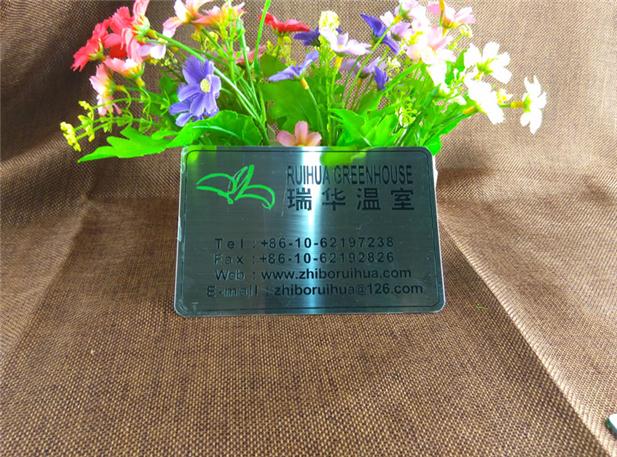 RUIHUA GREENHOUSE
瑞华温室
Tel : +86-10-62197238
Fax : +86-10-62192826
Web : www.zhiboruihua.com
E-mail : zhiboruihua@126.com